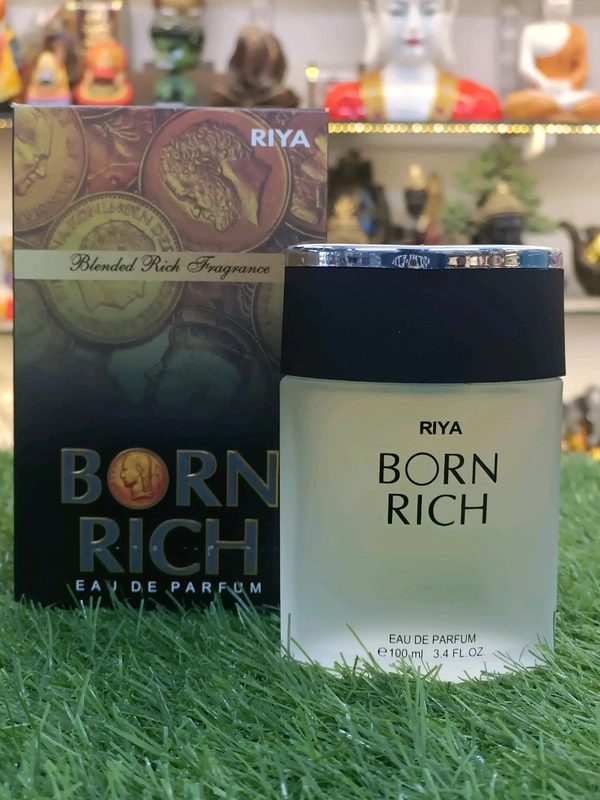 RIYA
Blended Rich Fragrance
BORN
RICH
EAU DE PARFUM
RIYA
BORN
RICH
EAU DE PARFUM
℮100 ml 3.4 FL.OZ.